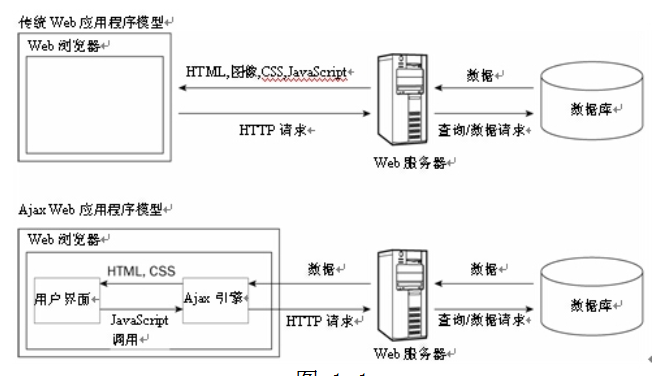 传统 Web 应用程序模型
Web 浏览器
HTML,图像,CSS,JavaScript
数据
HTTP 请求
查询/数据请求
数据库
Web 服务器
Ajax Web 应用程序模型
Web 浏览器
HTML, CSS
数据
数据
用户界面
Ajax 引擎
数据库
JavaScript
调用
HTTP 请求
查询/数据请求
Web 服务器